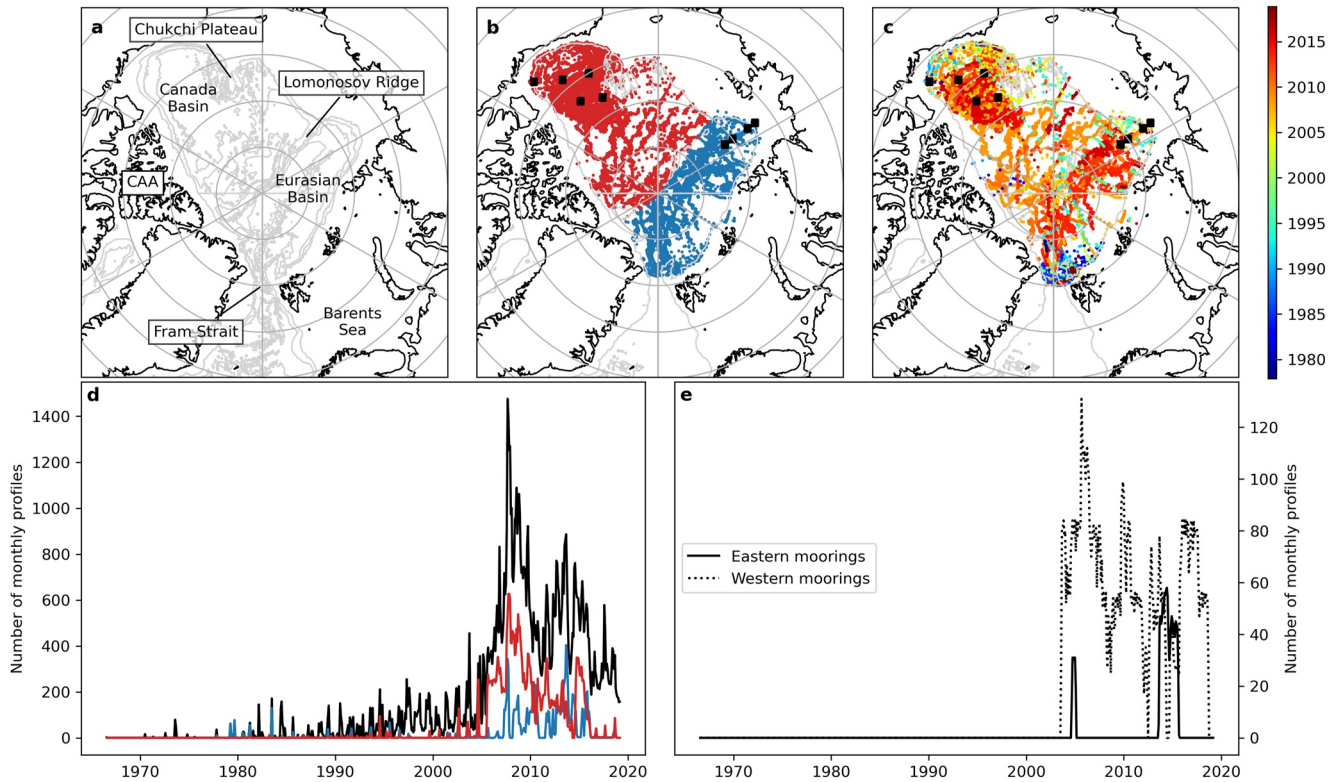 a
Chukchi Plateau
Lomonosov Ridge
Canada
Basin
CAA
Eurasian
Basin
Barents
Sea
Fram Strait
b
c
2015
2010
2005
2000
1995
1990
1985
1980
d
Number of monthly profiles
1400
1200
1000
800
600
400
200
0
1970
1980
1990
2000
2010
2020
e
Eastern moorings
Western moorings
120
100
80
60
40
20
0
Number of monthly profiles
1970
1980
1990
2000
2010
2020